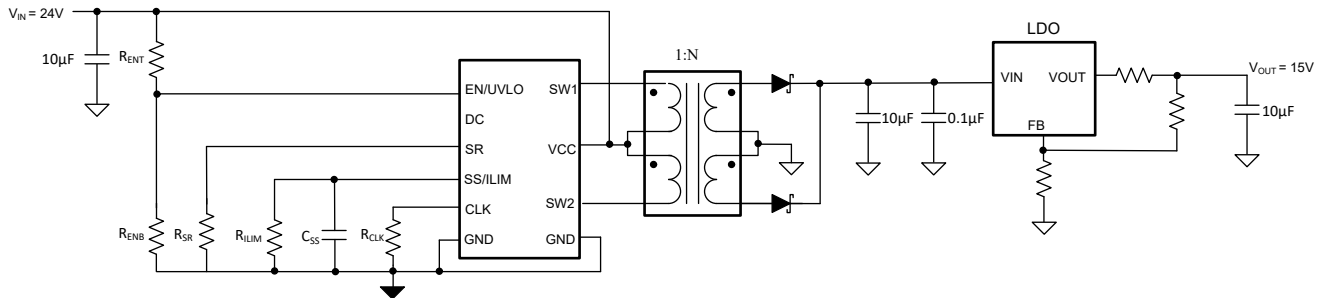 V_IN = 24V
10µF
R_ENT
R_ENB
R_SR
R_ILIM
C_SS
R_CLK
EN/UVLO
DC
SR
SS/ILIM
CLK
GND
SW1
VCC
SW2
GND
1:N
10µF
0.1µF
LDO
VIN
VOUT
FB
V_OUT = 15V
10µF